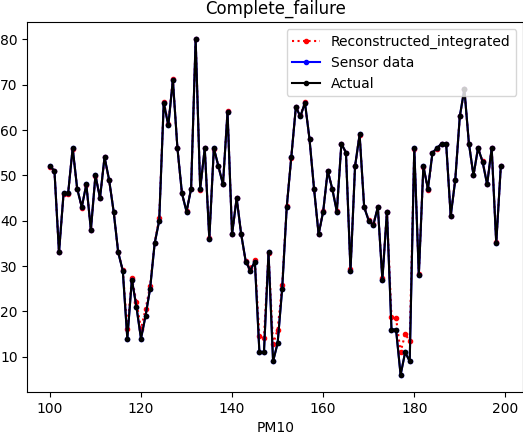 Complete_failure
Reconstructed_integrated
Sensor data
Actual
80
70
60
50
40
30
20
10
100 120 140 160 180 200
PM10